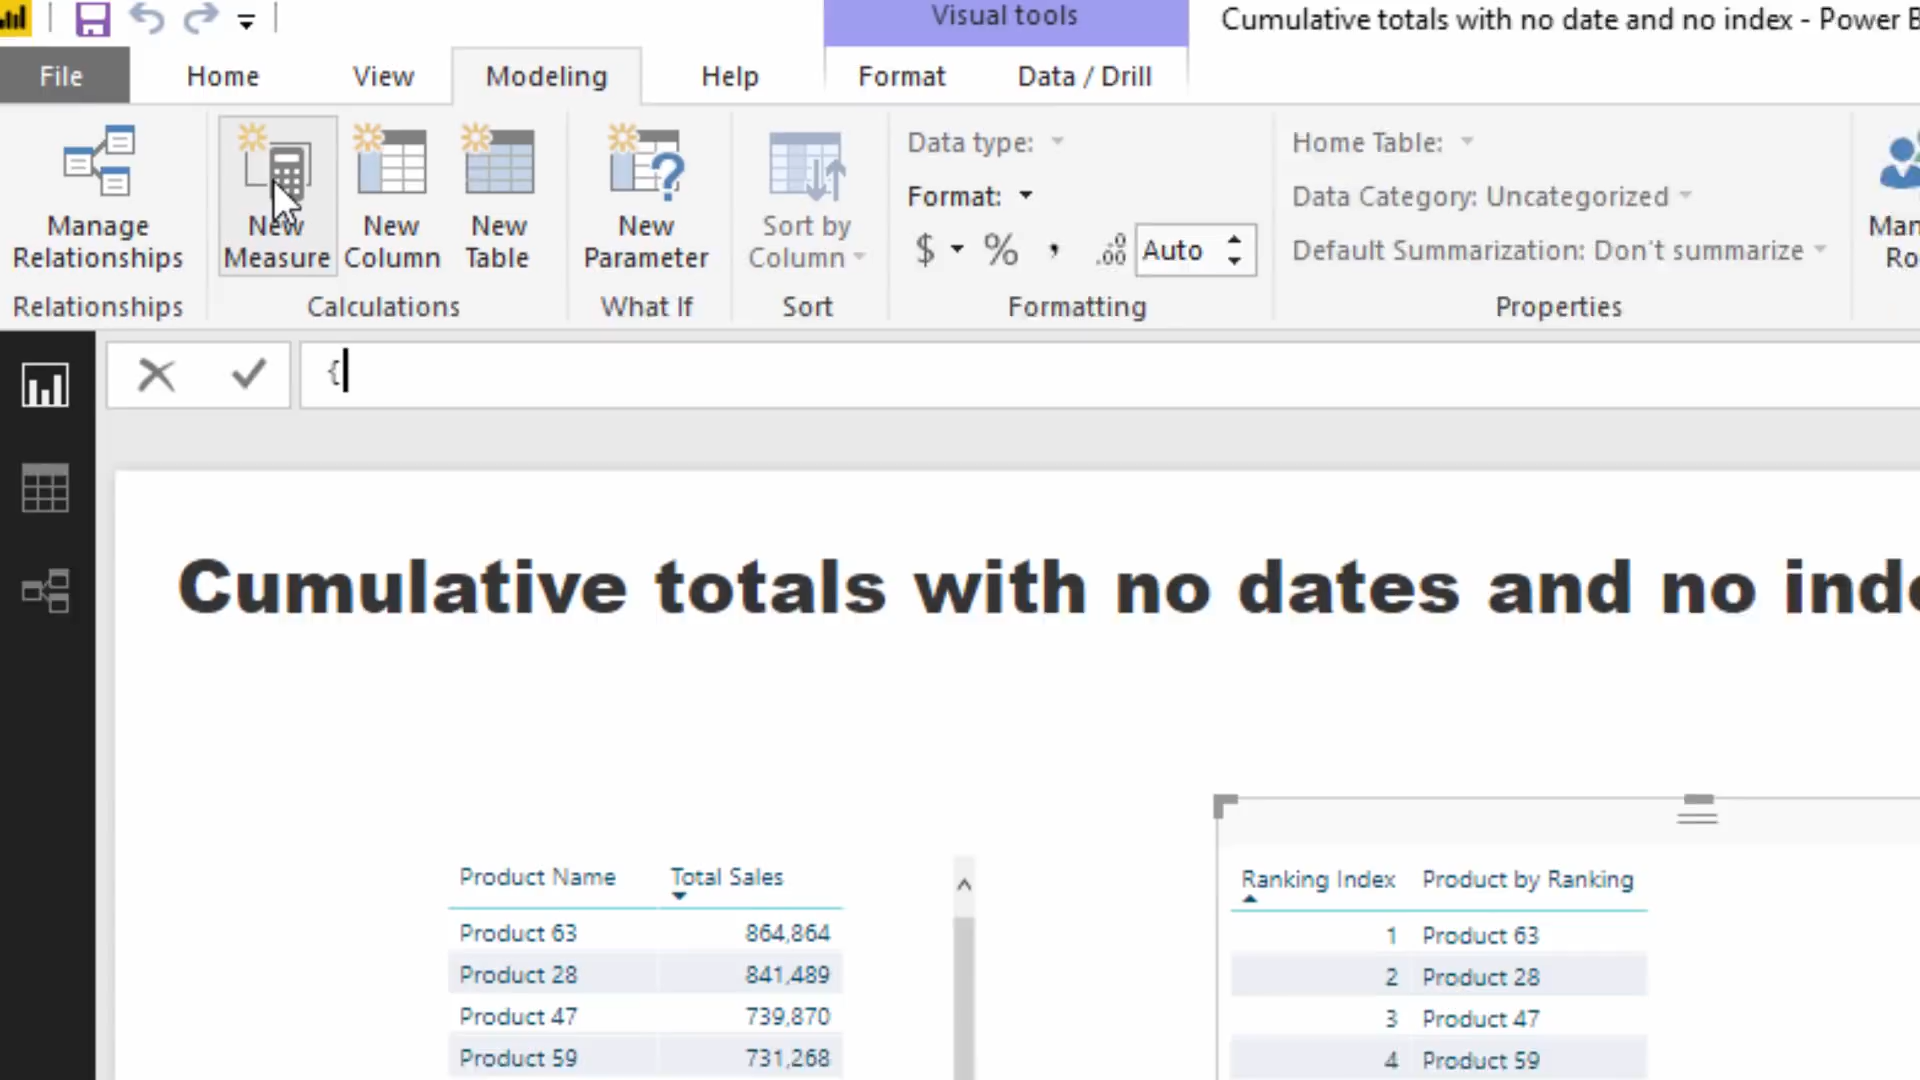 Visual tools
Cumulative totals with no date and no index - Power B
File Home View Modeling Help Format Data / Drill
Manage Relationships
New Measure
New Column
New Table
New Parameter
Sort by Column
Data type:
Format:
$ % , .00 Auto
Home Table:
Data Category: Uncategorized
Default Summarization: Don't summarize
Man
Ro
Relationships Calculations What If Sort Formatting Properties
{
Cumulative totals with no dates and no inde
Product Name Total Sales
Product 63 864,864
Product 28 841,489
Product 47 739,870
Product 59 731,268
Ranking Index Product by Ranking
1 Product 63
2 Product 28
3 Product 47
4 Product 59